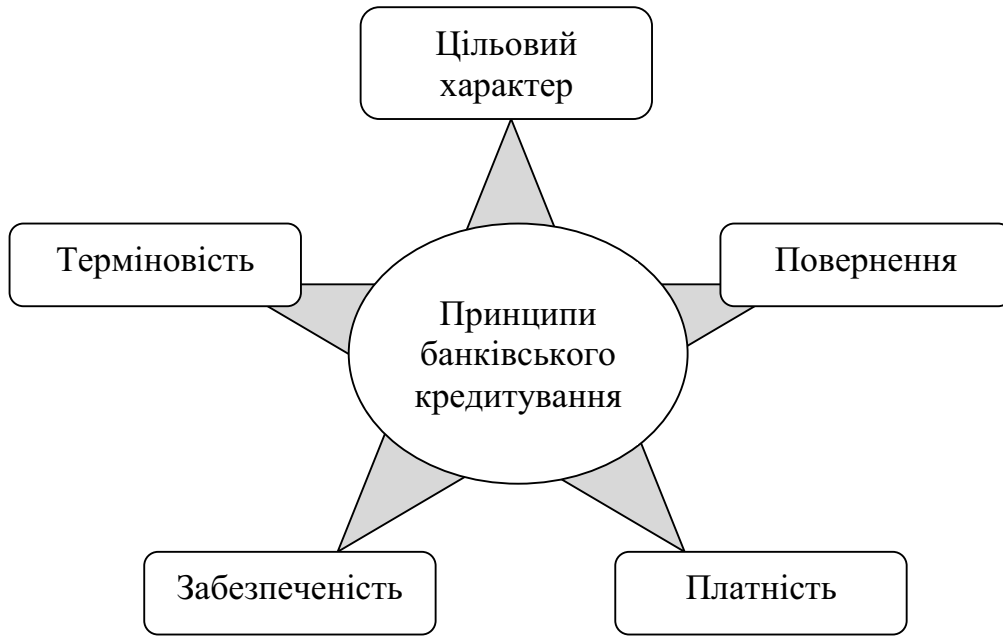 Цільовий
характер
Терміновість
Повернення
Принципи
банківського
кредитування
Забезпеченість
Платність